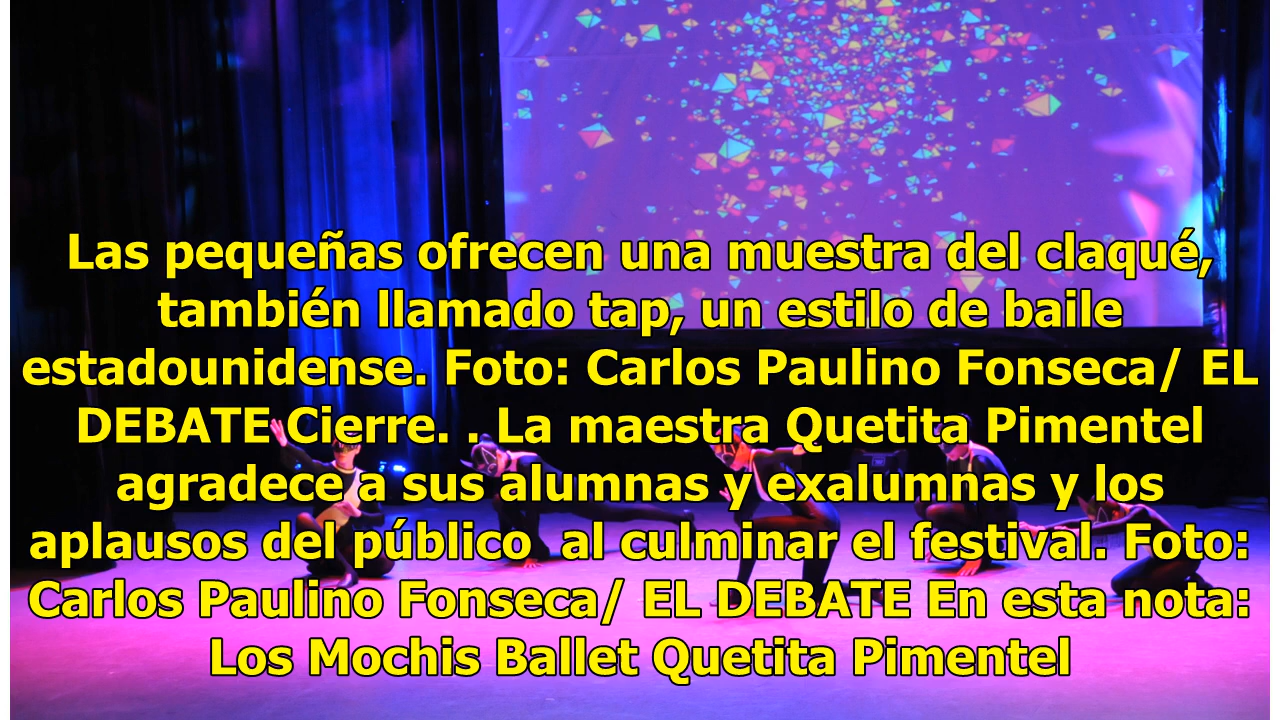 Las pequeñas ofrecen una muestra del claqué,
también llamado tap, un estilo de baile
estadounidense. Foto: Carlos Paulino Fonseca/ EL
DEBATE Cierre. . La maestra Quetita Pimentel
agradece a sus alumnas y exalumnas y los
aplausos del público  al culminar el festival. Foto:
Carlos Paulino Fonseca/ EL DEBATE En esta nota:
Los Mochis Ballet Quetita Pimentel